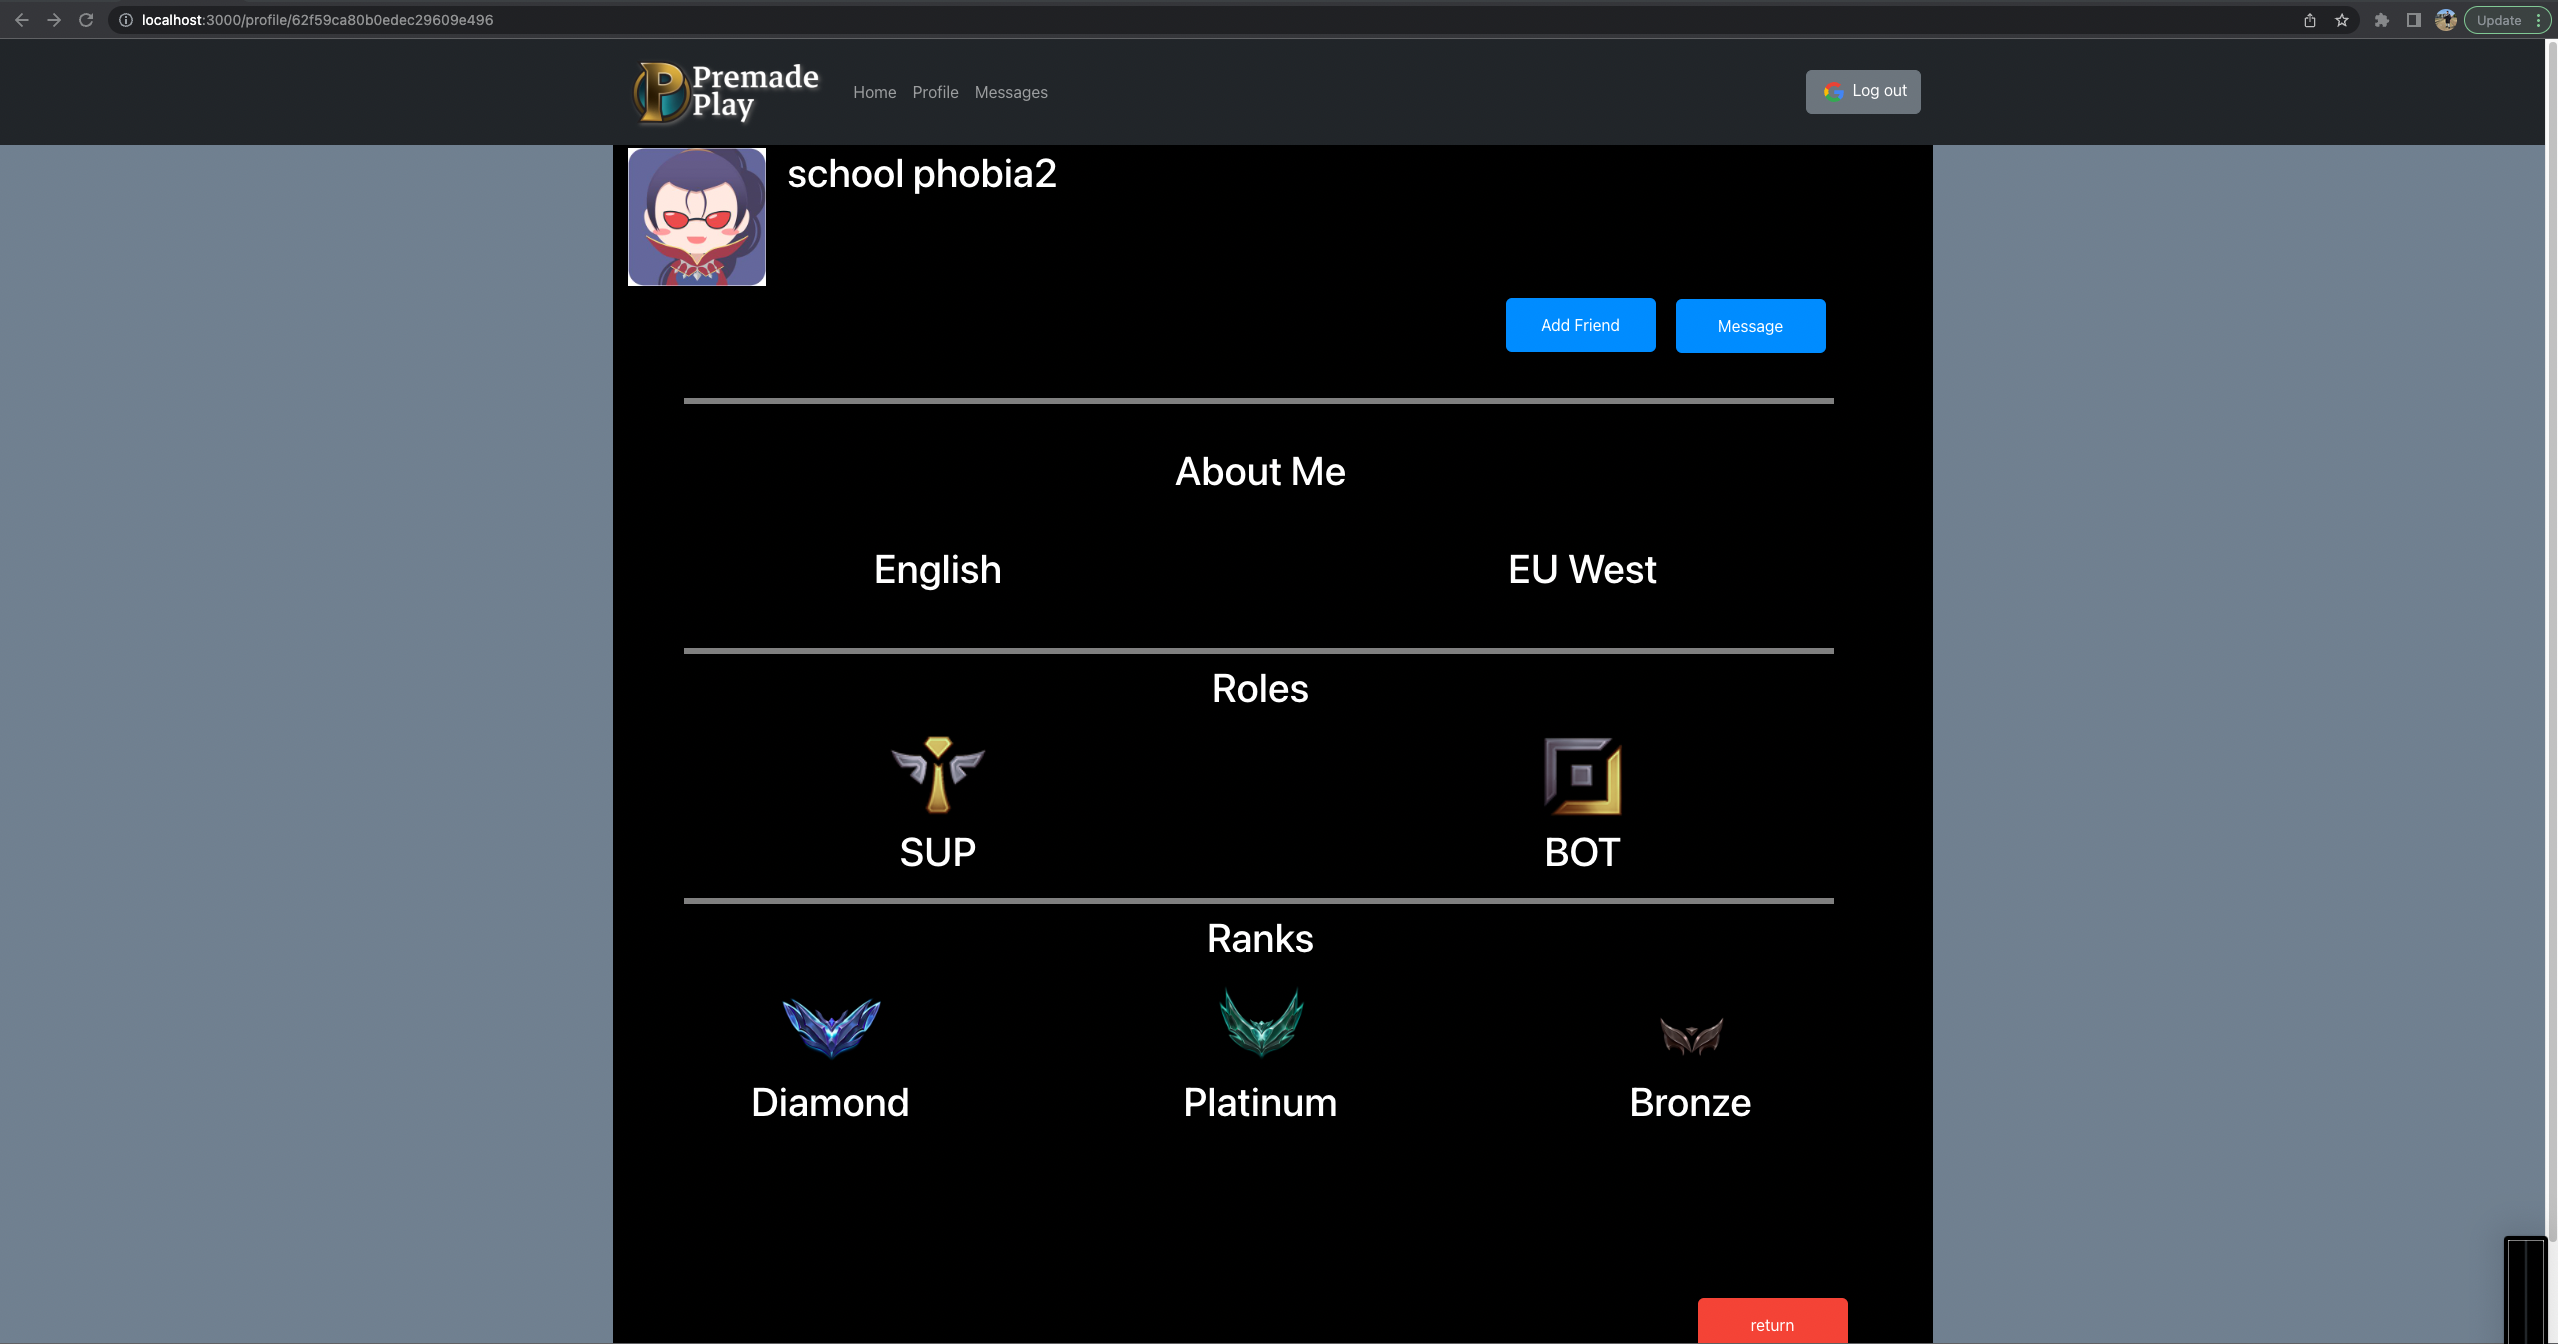 localhost:3000/profile/62f59ca80b0edec29609e496
Update
Premade
Play
Home Profile Messages
Log out
school phobia2
Add Friend
Message
About Me
English
EU West
Roles
SUP
BOT
Ranks
Diamond
Platinum
Bronze
return